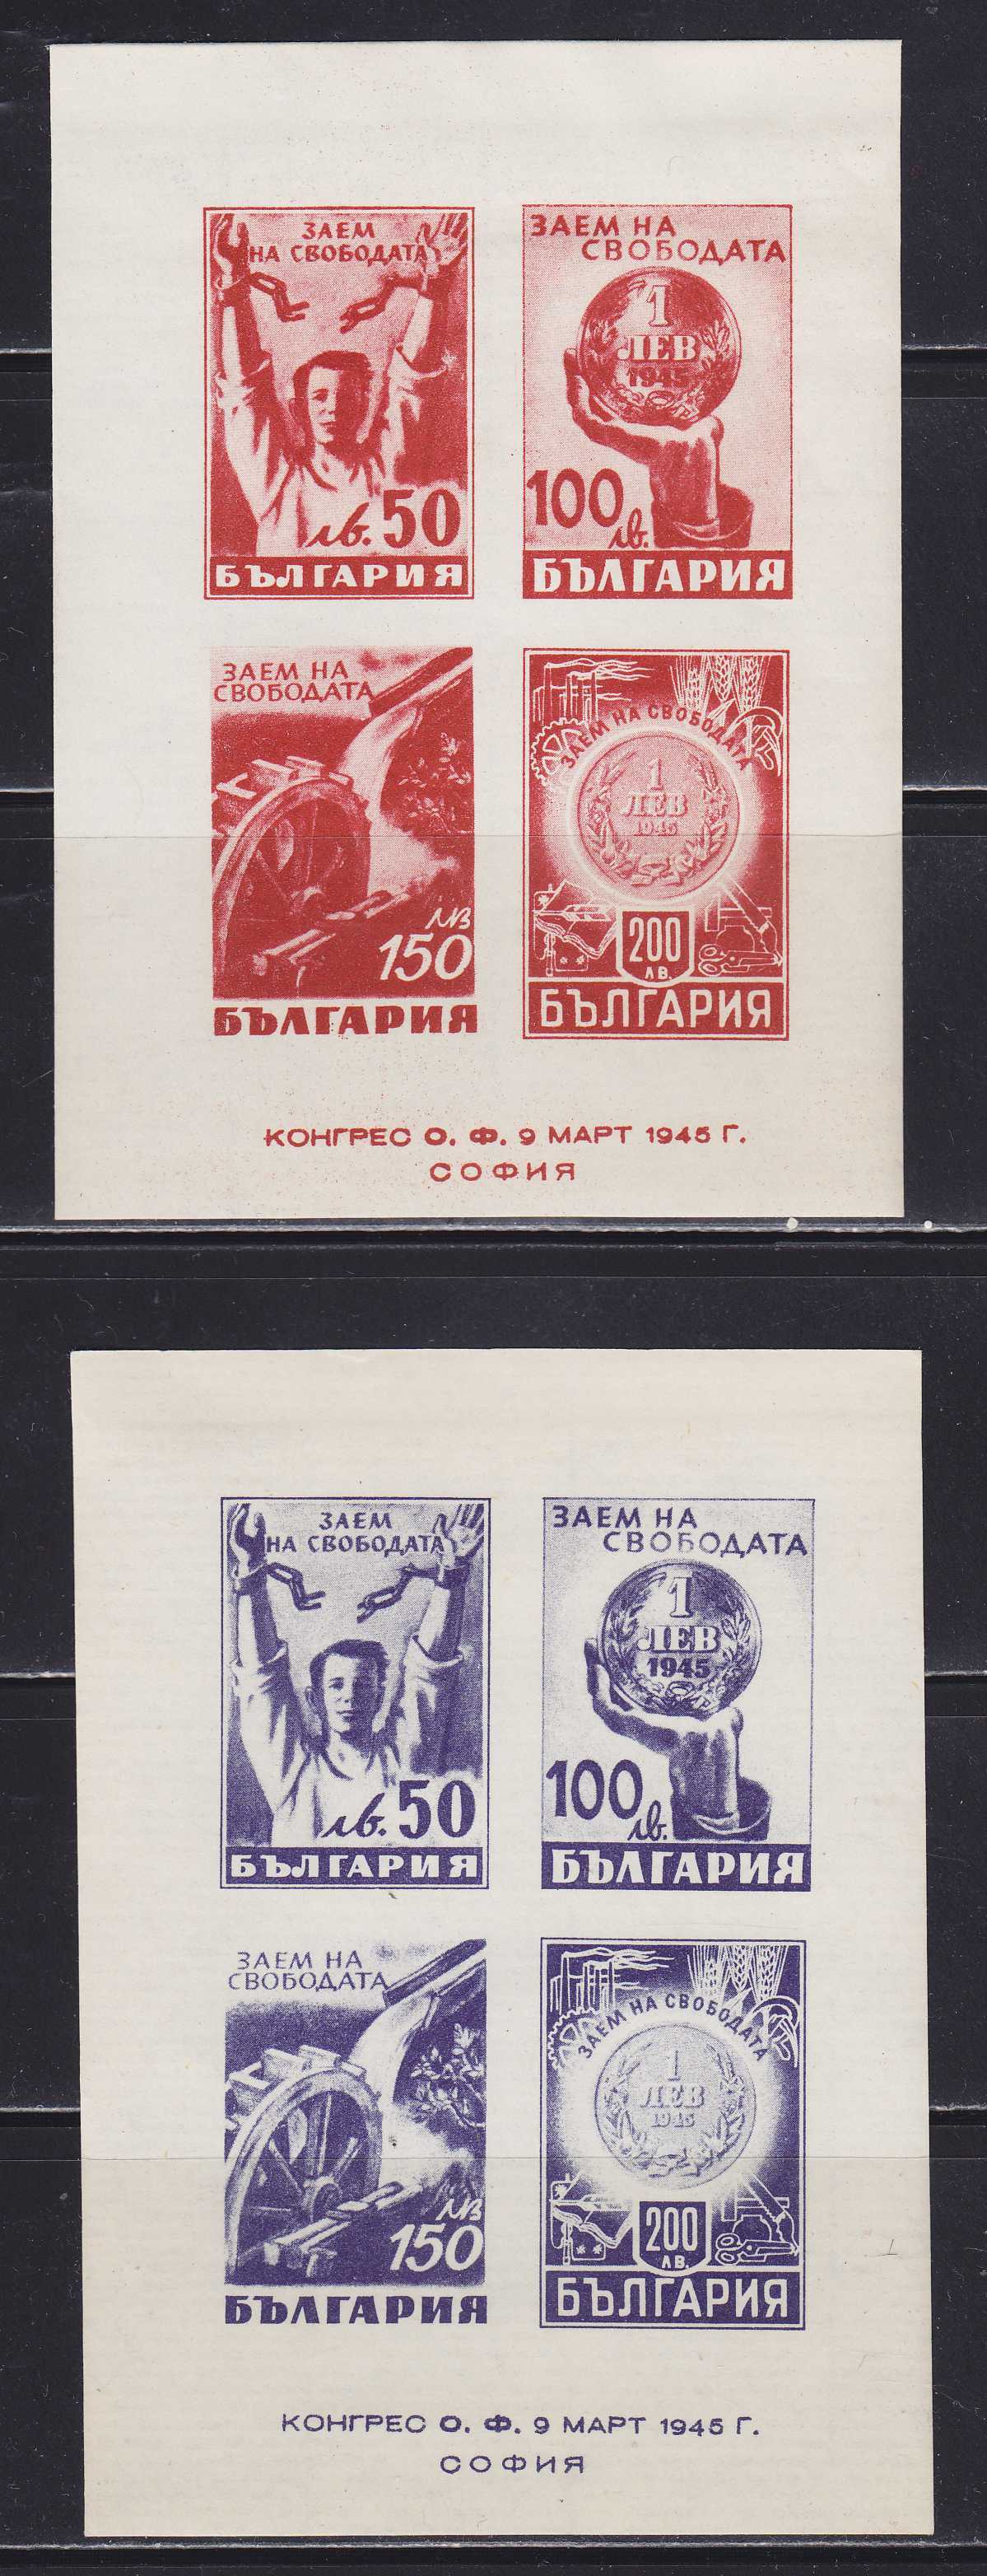 ЗАЕМ
НА СВОБОДАТА
лв. 50
БЪЛГАРИЯ
ЗАЕМ НА
СВОБОДАТА
1
ЛЕВ
1945
100 лв.
БЪЛГАРИЯ
ЗАЕМ НА
СВОБОДАТА
ЛВ
150
БЪЛГАРИЯ
ЗАЕМ НА СВОБОДАТА
1
ЛЕВ
1945
200
ЛВ.
БЪЛГАРИЯ
КОНГРЕС О. Ф. 9 МАРТ 1945 Г.
СОФИЯ
ЗАЕМ
НА СВОБОДАТА
лв. 50
БЪЛГАРИЯ
ЗАЕМ НА
СВОБОДАТА
1
ЛЕВ
1945
100 лв.
БЪЛГАРИЯ
ЗАЕМ НА
СВОБОДАТА
ЛВ
150
БЪЛГАРИЯ
ЗАЕМ НА СВОБОДАТА
1
ЛЕВ
1945
200
ЛВ.
БЪЛГАРИЯ
КОНГРЕС О. Ф. 9 МАРТ 1945 Г.
СОФИЯ